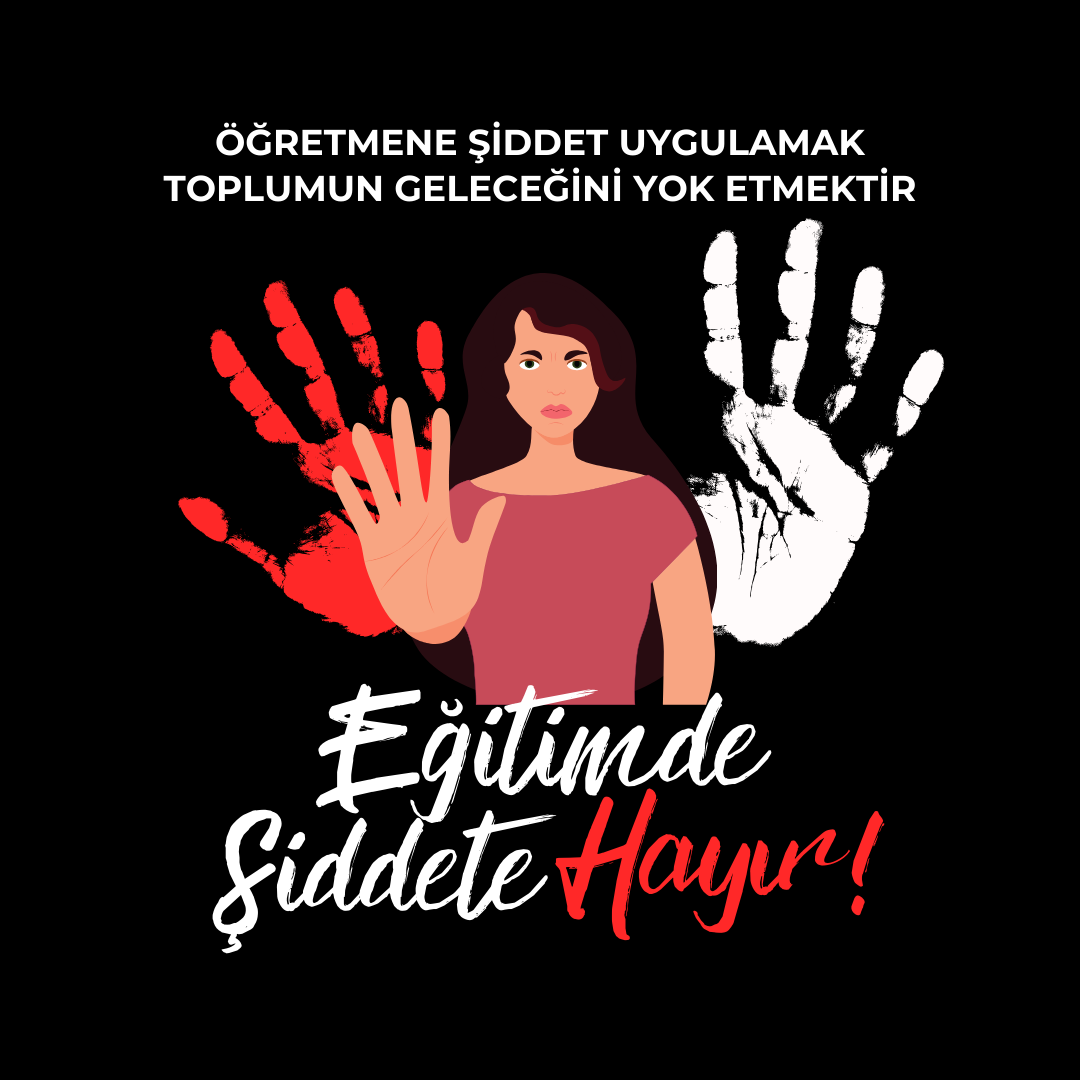 ÖĞRETMENE ŞİDDET UYGULAMAK
TOPLUMUN GELECEĞİNİ YOK ETMEKTİR
Eğitimde
Şiddete Hayır!